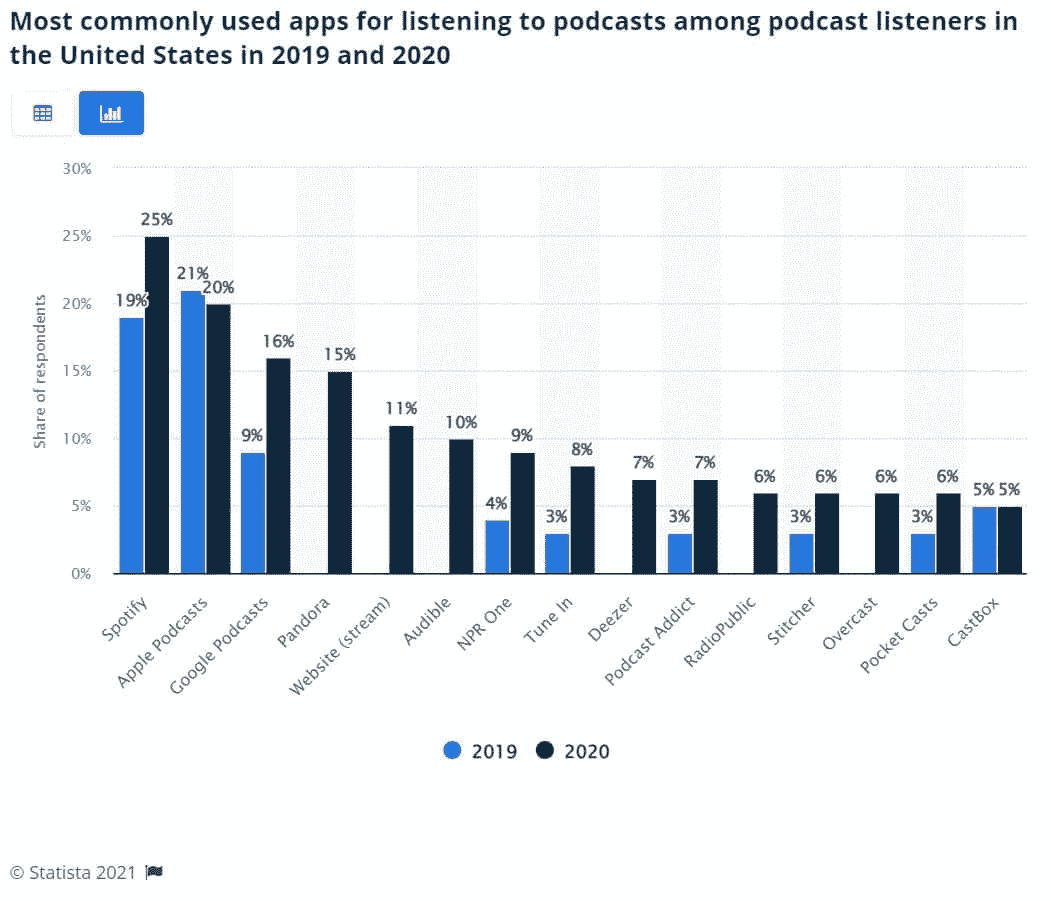 Most commonly used apps for listening to podcasts among podcast listeners in
the United States in 2019 and 2020
30%
25%
20%
15%
10%
5%
0%
Share of respondents
19%
25%
21%
20%
9%
16%
15%
11%
10%
4%
9%
3%
8%
7%
3%
7%
6%
3%
6%
6%
3%
6%
5%
5%
Spotify
Apple Podcasts
Google Podcasts
Pandora
Website (stream)
Audible
NPR One
Tune In
Deezer
Podcast Addict
RadioPublic
Stitcher
Overcast
Pocket Casts
CastBox
2019
2020
© Statista 2021